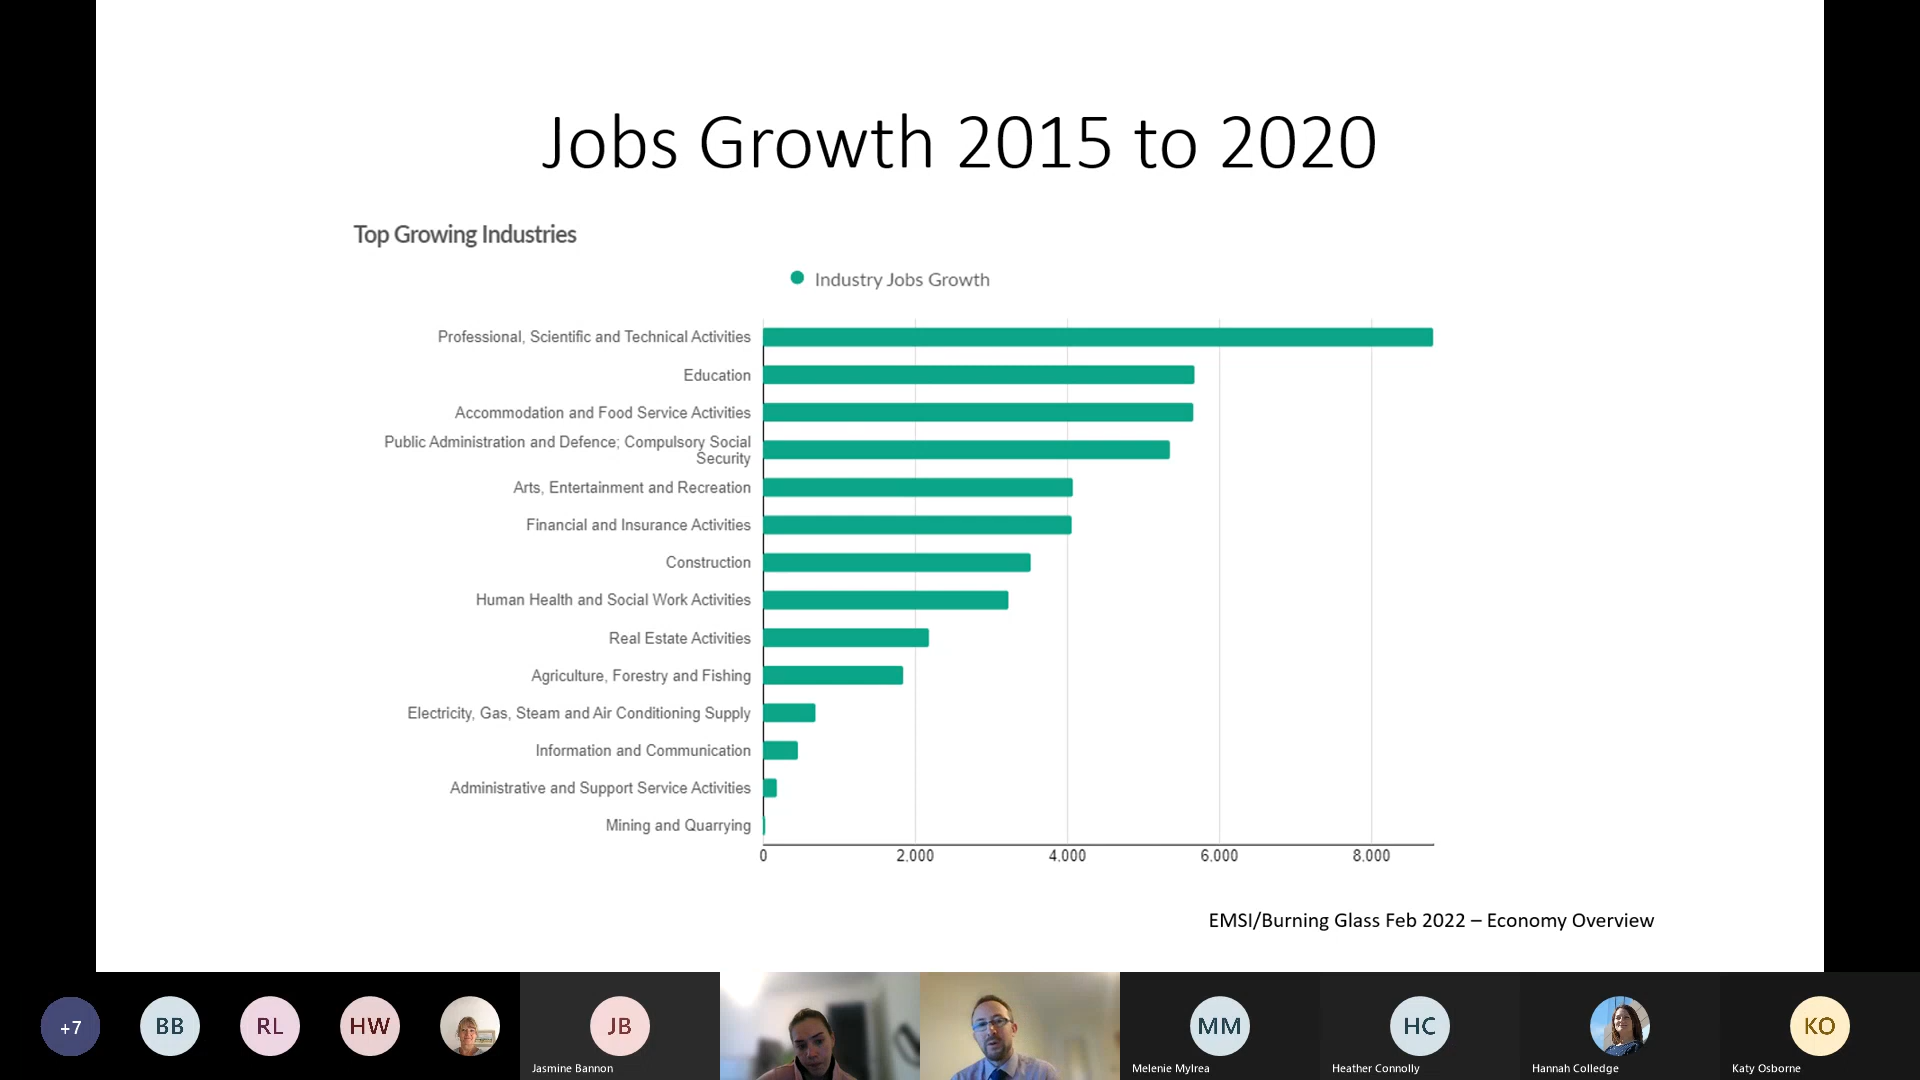 Jobs Growth 2015 to 2020
Top Growing Industries
Industry Jobs Growth
Professional, Scientific and Technical Activities
Education
Accommodation and Food Service Activities
Public Administration and Defence; Compulsory Social
Security
Arts, Entertainment and Recreation
Financial and Insurance Activities
Construction
Human Health and Social Work Activities
Real Estate Activities
Agriculture, Forestry and Fishing
Electricity, Gas, Steam and Air Conditioning Supply
Information and Communication
Administrative and Support Service Activities
Mining and Quarrying
0 2,000 4,000 6,000 8,000
EMSI/Burning Glass Feb 2022 – Economy Overview
+7 BB RL HW JB MM HC KO
Jasmine Bannon Melenie Mylrea Heather Connolly Hannah Colledge Katy Osborne